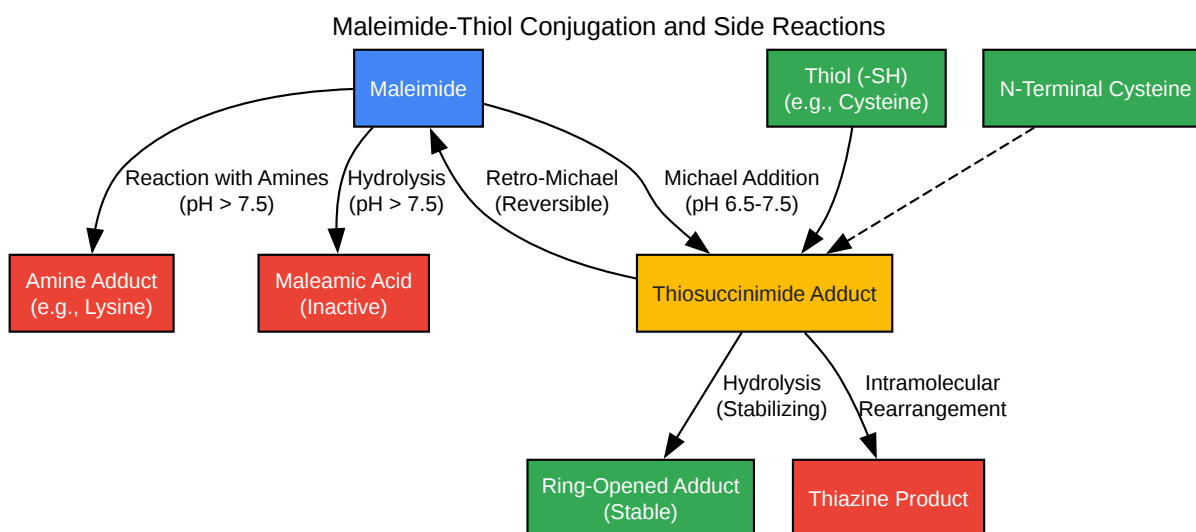 Maleimide-Thiol Conjugation and Side Reactions
Maleimide
Thiol (-SH)
(e.g., Cysteine)
N-Terminal Cysteine
Reaction with Amines
(pH > 7.5)
Hydrolysis
(pH > 7.5)
Retro-Michael
(Reversible)
Michael Addition
(pH 6.5-7.5)
Amine Adduct
(e.g., Lysine)
Maleamic Acid
(Inactive)
Thiosuccinimide Adduct
Hydrolysis
(Stabilizing)
Intramolecular
Rearrangement
Ring-Opened Adduct
(Stable)
Thiazine Product